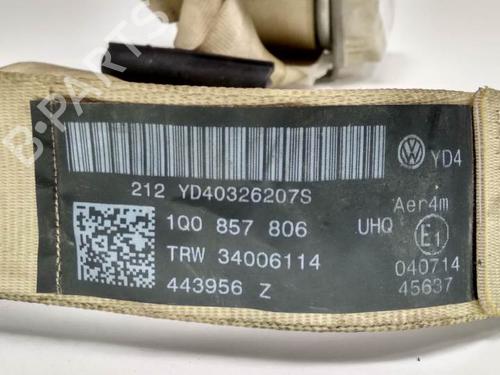 B-PARTS
YD4
212 YD40326207S
Aer4m
1Q0 857 806 UHQ
E1
TRW 34006114
040714
443956 Z
45637